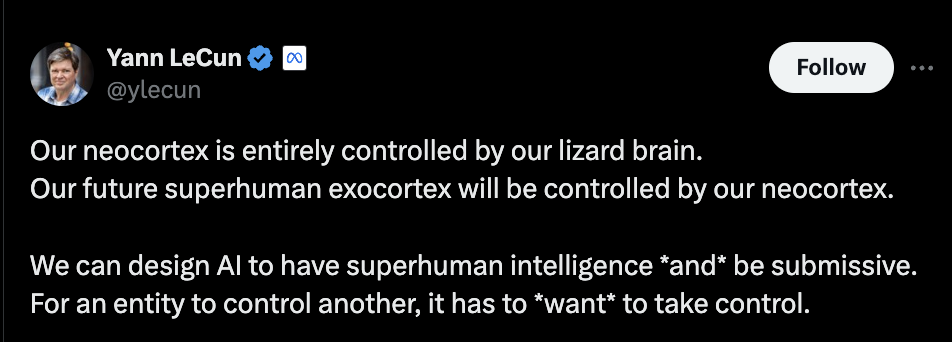 Yann LeCun
@ylecun
Follow
Our neocortex is entirely controlled by our lizard brain.
Our future superhuman exocortex will be controlled by our neocortex.
We can design AI to have superhuman intelligence *and* be submissive.
For an entity to control another, it has to *want* to take control.